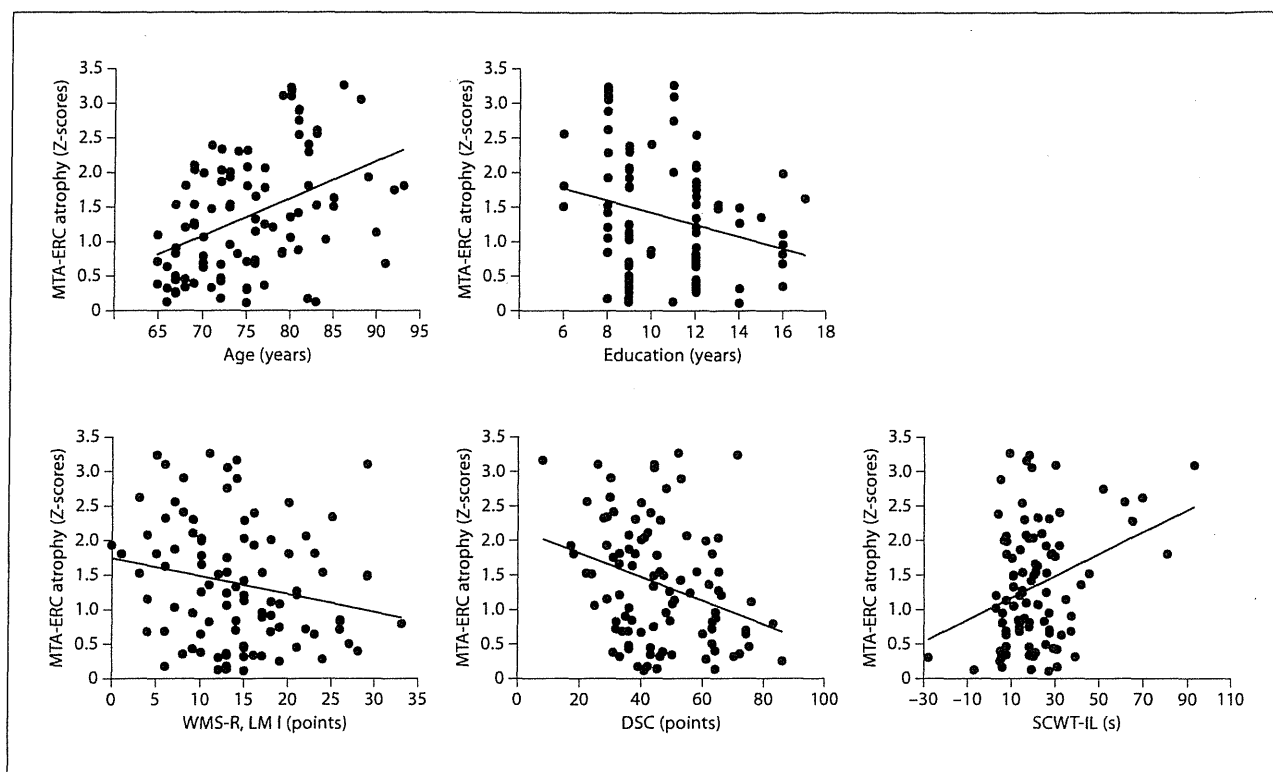 MTA-ERC atrophy (Z-scores)
3.5
3.0
2.5
2.0
1.5
1.0
0.5
0
65 70 75 80 85 90 95
Age (years)
MTA-ERC atrophy (Z-scores)
3.5
3.0
2.5
2.0
1.5
1.0
0.5
0
6 8 10 12 14 16 18
Education (years)
MTA-ERC atrophy (Z-scores)
3.5
3.0
2.5
2.0
1.5
1.0
0.5
0
0 5 10 15 20 25 30 35
WMS-R, LM I (points)
MTA-ERC atrophy (Z-scores)
3.5
3.0
2.5
2.0
1.5
1.0
0.5
0
0 20 40 60 80 100
DSC (points)
MTA-ERC atrophy (Z-scores)
3.5
3.0
2.5
2.0
1.5
1.0
0.5
0
−30 −10 10 30 50 70 90 110
SCWT-IL (s)